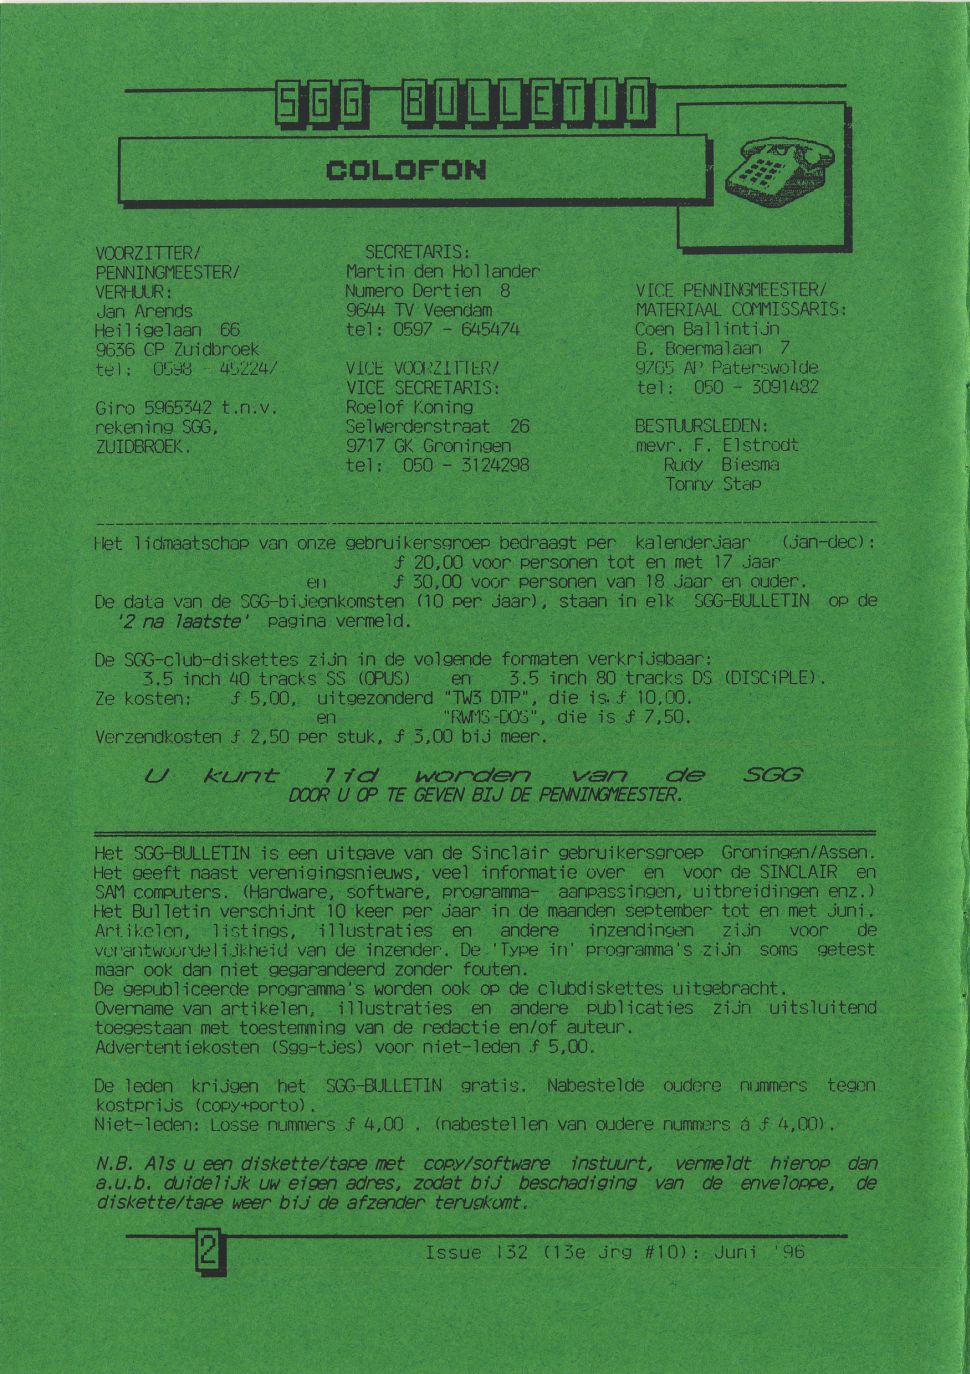 SGG BULLETIN
COLOFON
VOORZITTER/
PENNINGMEESTER/
VERHUUR:
Jan Arends
Heiligelaan 66
9636 CP Zuidbroek
tel: 0598 - 452247
Giro 5965342 t.n.v.
rekening SGG,
ZUIDBROEK.
SECRETARIS:
Martin den Hollander
Numero Dertien 8
9644 TV Veendam
tel: 0597 - 645474
VICE VOORZITTER/
VICE SECRETARIS:
Roelof Koning
Selwerderstraat 26
9717 GK Groningen
tel: 050 - 3124298
VICE PENNINGMEESTER/
MATERIAAL COMMISSARIS:
Coen Ballintijn
B. Boermalaan 7
9765 AP Paterswolde
tel: 050 - 3091482
BESTUURSLEDEN:
mevr. F. Elstrodt
Rudy Biesma
Tonny Stap
Het lidmaatschap van onze gebruikersgroep bedraagt per kalenderjaar (jan-dec):
ƒ 20,00 voor personen tot en met 17 jaar
en ƒ 30,00 voor personen van 18 jaar en ouder.
De data van de SGG-bijeenkomsten (10 per jaar), staan in elk SGG-BULLETIN op de
'2 na laatste' pagina vermeld.
De SGG-club-diskettes zijn in de volgende formaten verkrijgbaar:
3.5 inch 40 tracks SS (OPUS) en 3.5 inch 80 tracks DS (DISCiPLE).
Ze kosten: ƒ 5,00, uitgezonderd "TW3 DTP", die is ƒ 10,00.
en "RWMS-DOS", die is ƒ 7,50.
Verzendkosten ƒ 2,50 per stuk, ƒ 3,00 bij meer.
U kunt lid worden van de SGG
DOOR U OP TE GEVEN BIJ DE PENNINGMEESTER.
Het SGG-BULLETIN is een uitgave van de Sinclair gebruikersgroep Groningen/Assen.
Het geeft naast verenigingsnieuws, veel informatie over en voor de SINCLAIR en
SAM computers. (Hardware, software, programma- aanpassingen, uitbreidingen enz.)
Het Bulletin verschijnt 10 keer per jaar in de maanden september tot en met Juni.
Artikelen, listings, illustraties en andere inzendingen zijn voor de
verantwoordelijkheid van de inzender. De 'Type in' programma's zijn soms getest
maar ook dan niet gegarandeerd zonder fouten.
De gepubliceerde programma's worden ook op de clubdiskettes uitgebracht.
Overname van artikelen, illustraties en andere publicaties zijn uitsluitend
toegestaan met toestemming van de redactie en/of auteur.
Advertentiekosten (Sgg-tjes) voor niet-leden ƒ 5,00.
De leden krijgen het SGG-BULLETIN gratis. Nabestelde oudere nummers tegen
kostprijs (copy+porto).
Niet-leden: Losse nummers ƒ 4,00 . (nabestellen van oudere nummers á ƒ 4,00).
N.B. Als u een diskette/tape met copy/software instuurt, vermeldt hierop dan
a.u.b. duidelijk uw eigen adres, zodat bij beschadiging van de enveloppe, de
diskette/tape weer bij de afzender terugkomt.
2
Issue 132 (13e jrg #10): Juni '96